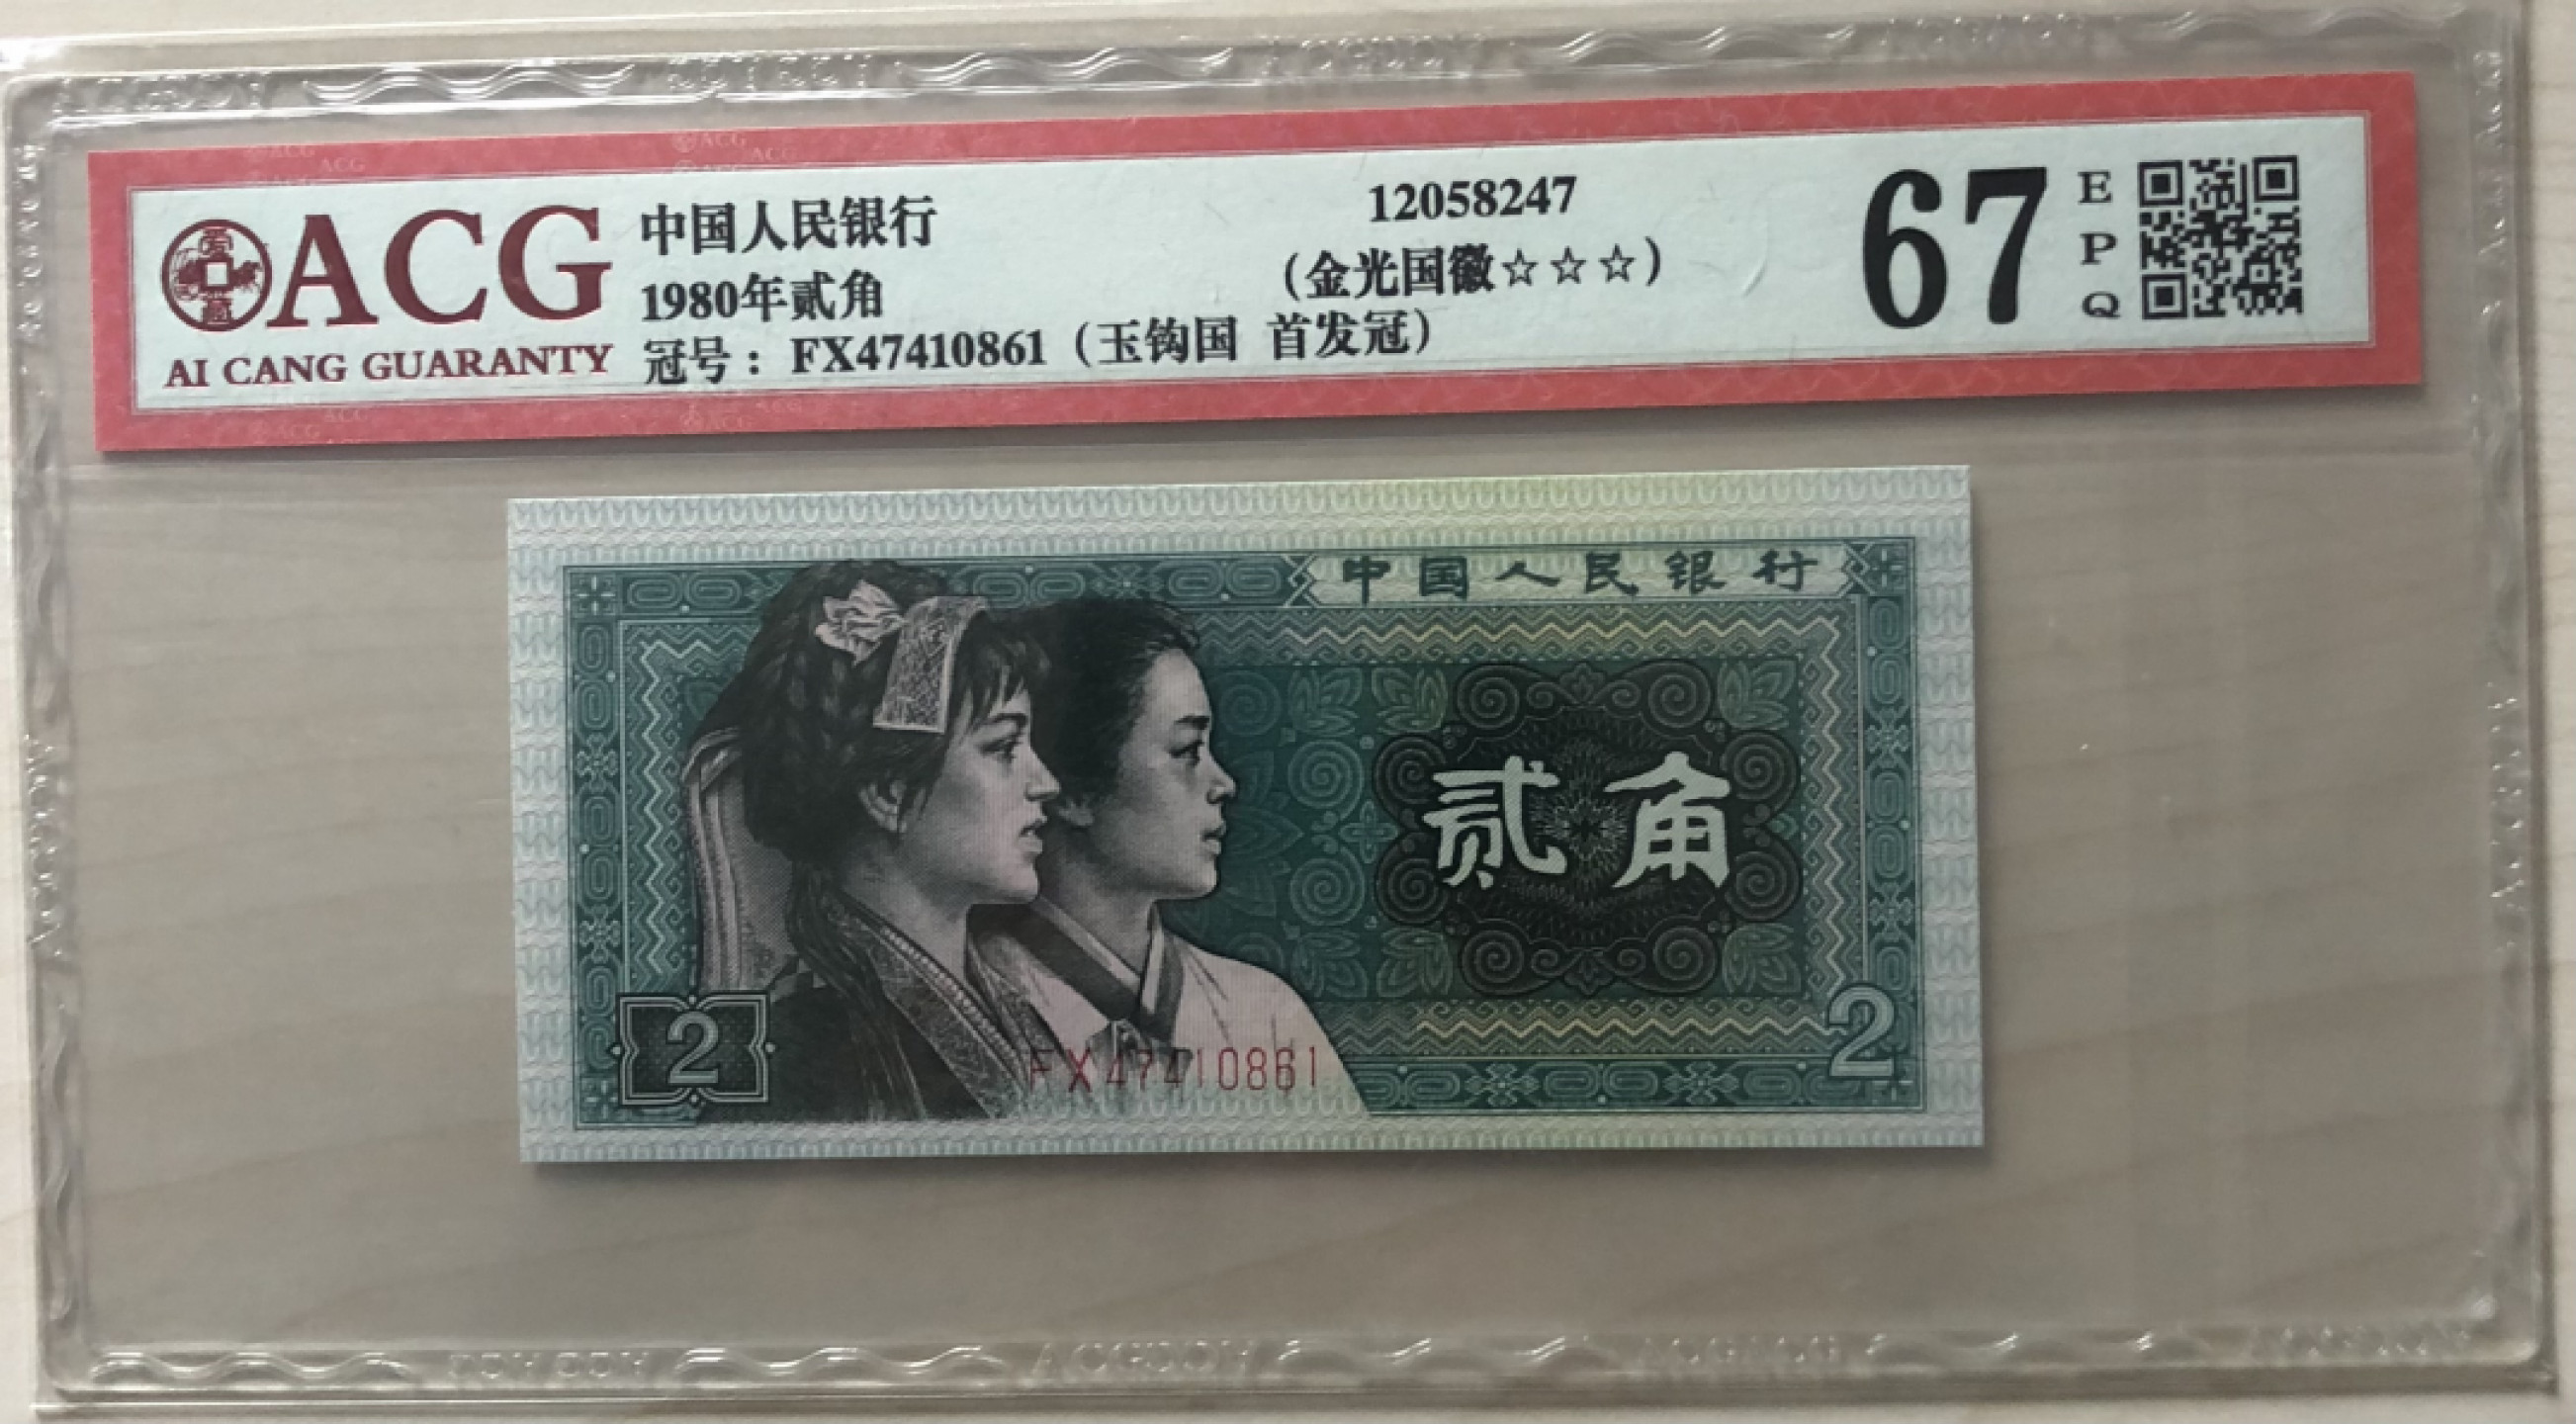 ACG
AI CANG GUARANTY
中国人民银行
1980年贰角
冠号：FX47410861（玉钩国 首发冠）
12058247
（金光国徽☆☆☆）
67
EPQ
中国人民银行
贰角
2
2
FX47410861